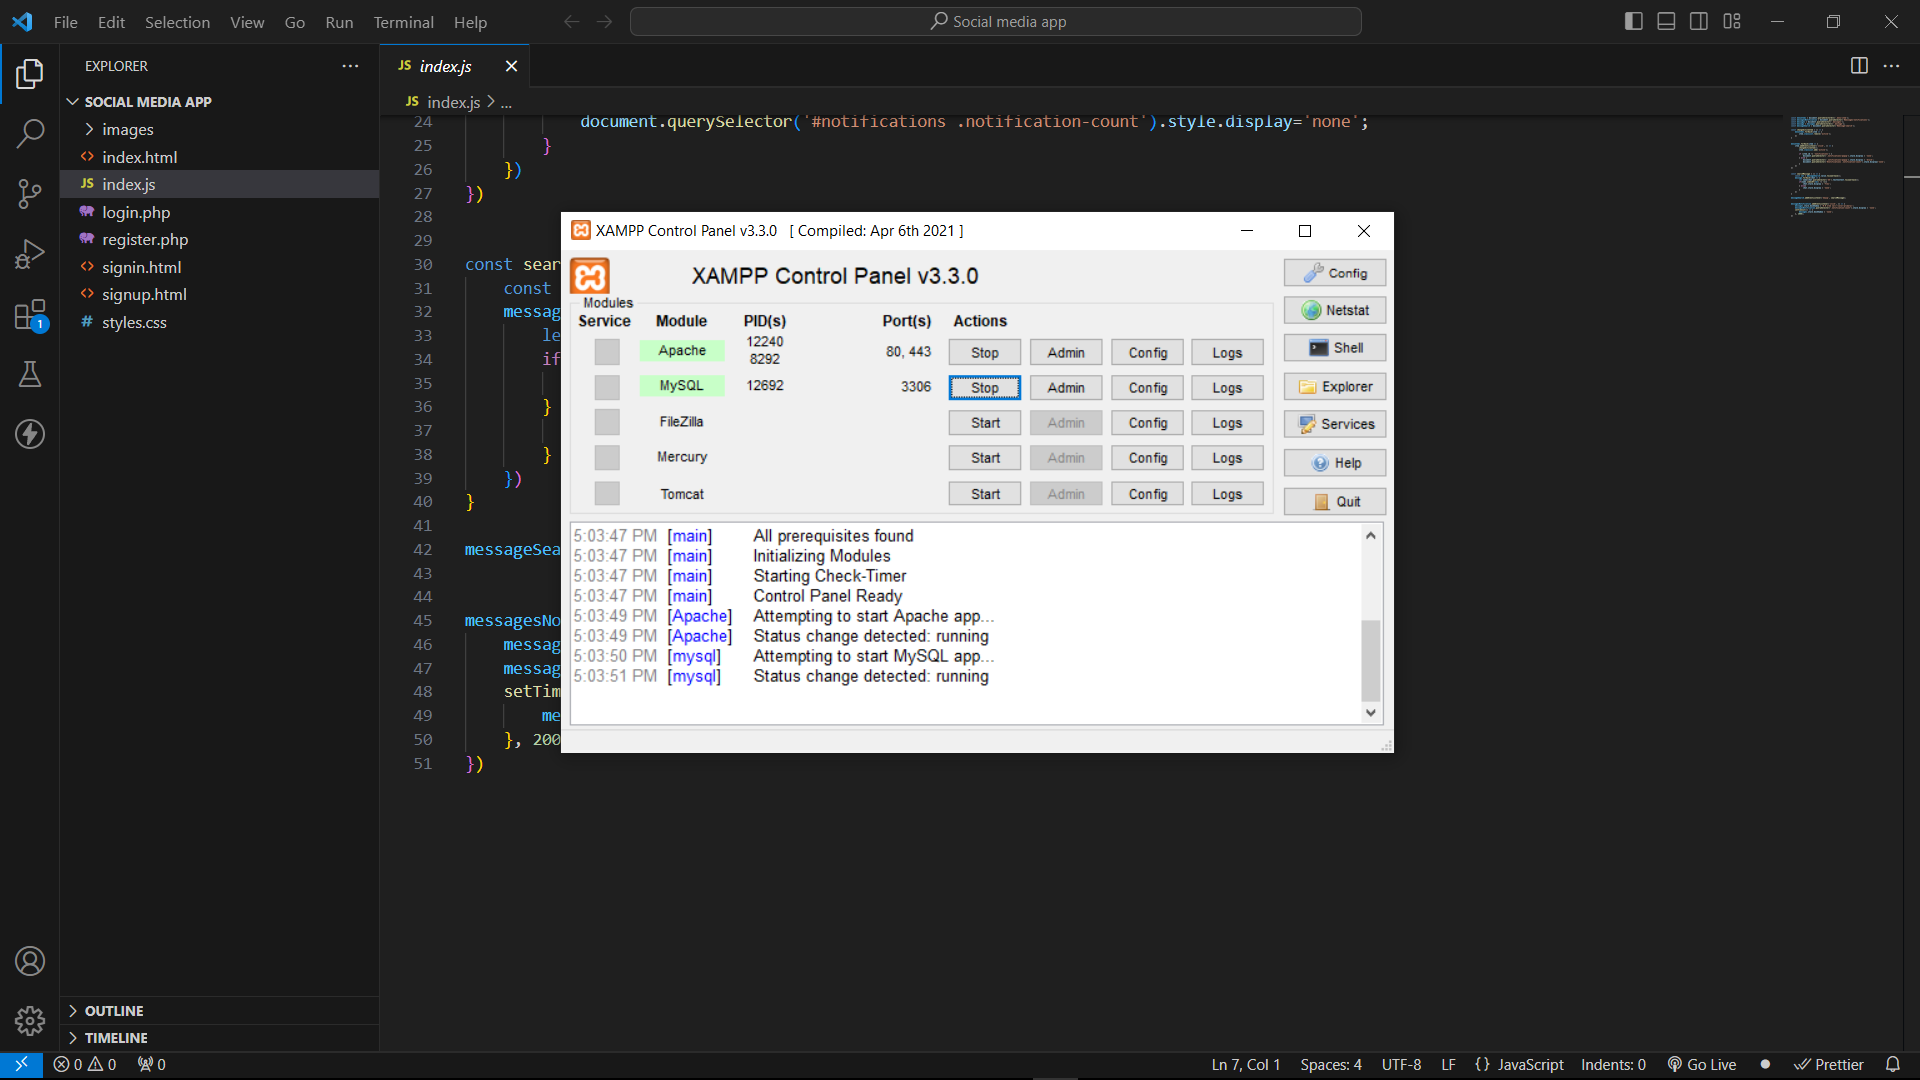 File Edit Selection View Go Run Terminal Help
Social media app
EXPLORER
SOCIAL MEDIA APP
images
index.html
JS index.js
login.php
register.php
signin.html
signup.html
# styles.css
1
OUTLINE
TIMELINE
JS index.js
JS index.js > ...
24 document.querySelector('#notifications .notification-count').style.display='none';
25 }
26 })
27 })
28
29
30 const sear
31 const
32 messag
33 le
34 if
35
36 }
37
38 }
39 })
40 }
41
42 messageSea
43
44
45 messagesNo
46 messag
47 messag
48 setTim
49 me
50 }, 200
51 })
XAMPP Control Panel v3.3.0 [ Compiled: Apr 6th 2021 ]
XAMPP Control Panel v3.3.0
Modules
Service Module PID(s) Port(s) Actions
Apache 12240 8292 80, 443 Stop Admin Config Logs
MySQL 12692 3306 Stop Admin Config Logs
FileZilla Start Admin Config Logs
Mercury Start Admin Config Logs
Tomcat Start Admin Config Logs
Config
Netstat
Shell
Explorer
Services
Help
Quit
5:03:47 PM [main] All prerequisites found
5:03:47 PM [main] Initializing Modules
5:03:47 PM [main] Starting Check-Timer
5:03:47 PM [main] Control Panel Ready
5:03:49 PM [Apache] Attempting to start Apache app...
5:03:49 PM [Apache] Status change detected: running
5:03:50 PM [mysql] Attempting to start MySQL app...
5:03:51 PM [mysql] Status change detected: running
0 0 0
Ln 7, Col 1 Spaces: 4 UTF-8 LF {} JavaScript Indents: 0 Go Live Prettier